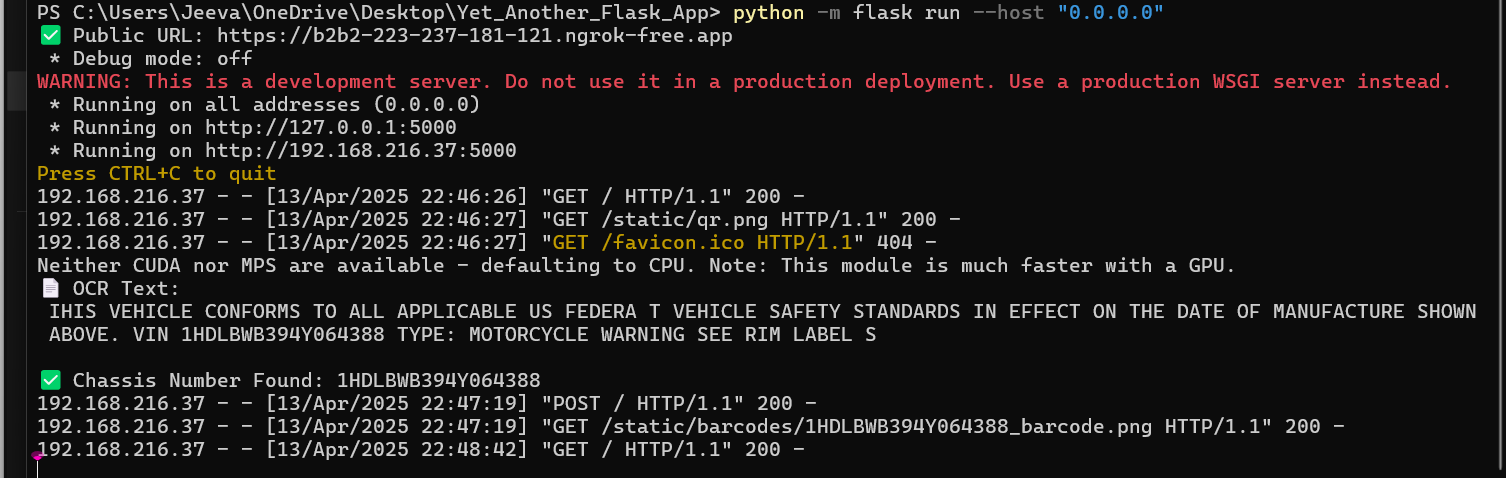 PS C:\Users\Jeeva\OneDrive\Desktop\Yet_Another_Flask_App> python -m flask run --host "0.0.0.0"
✅ Public URL: https://b2b2-223-237-181-121.ngrok-free.app
 * Debug mode: off
WARNING: This is a development server. Do not use it in a production deployment. Use a production WSGI server instead.
 * Running on all addresses (0.0.0.0)
 * Running on http://127.0.0.1:5000
 * Running on http://192.168.216.37:5000
Press CTRL+C to quit
192.168.216.37 - - [13/Apr/2025 22:46:26] "GET / HTTP/1.1" 200 -
192.168.216.37 - - [13/Apr/2025 22:46:27] "GET /static/qr.png HTTP/1.1" 200 -
192.168.216.37 - - [13/Apr/2025 22:46:27] "GET /favicon.ico HTTP/1.1" 404 -
Neither CUDA nor MPS are available - defaulting to CPU. Note: This module is much faster with a GPU.
📄 OCR Text:
 IHIS VEHICLE CONFORMS TO ALL APPLICABLE US FEDERA T VEHICLE SAFETY STANDARDS IN EFFECT ON THE DATE OF MANUFACTURE SHOWN
 ABOVE. VIN 1HDLBWB394Y064388 TYPE: MOTORCYCLE WARNING SEE RIM LABEL S
✅ Chassis Number Found: 1HDLBWB394Y064388
192.168.216.37 - - [13/Apr/2025 22:47:19] "POST / HTTP/1.1" 200 -
192.168.216.37 - - [13/Apr/2025 22:47:19] "GET /static/barcodes/1HDLBWB394Y064388_barcode.png HTTP/1.1" 200 -
192.168.216.37 - - [13/Apr/2025 22:48:42] "GET / HTTP/1.1" 200 -